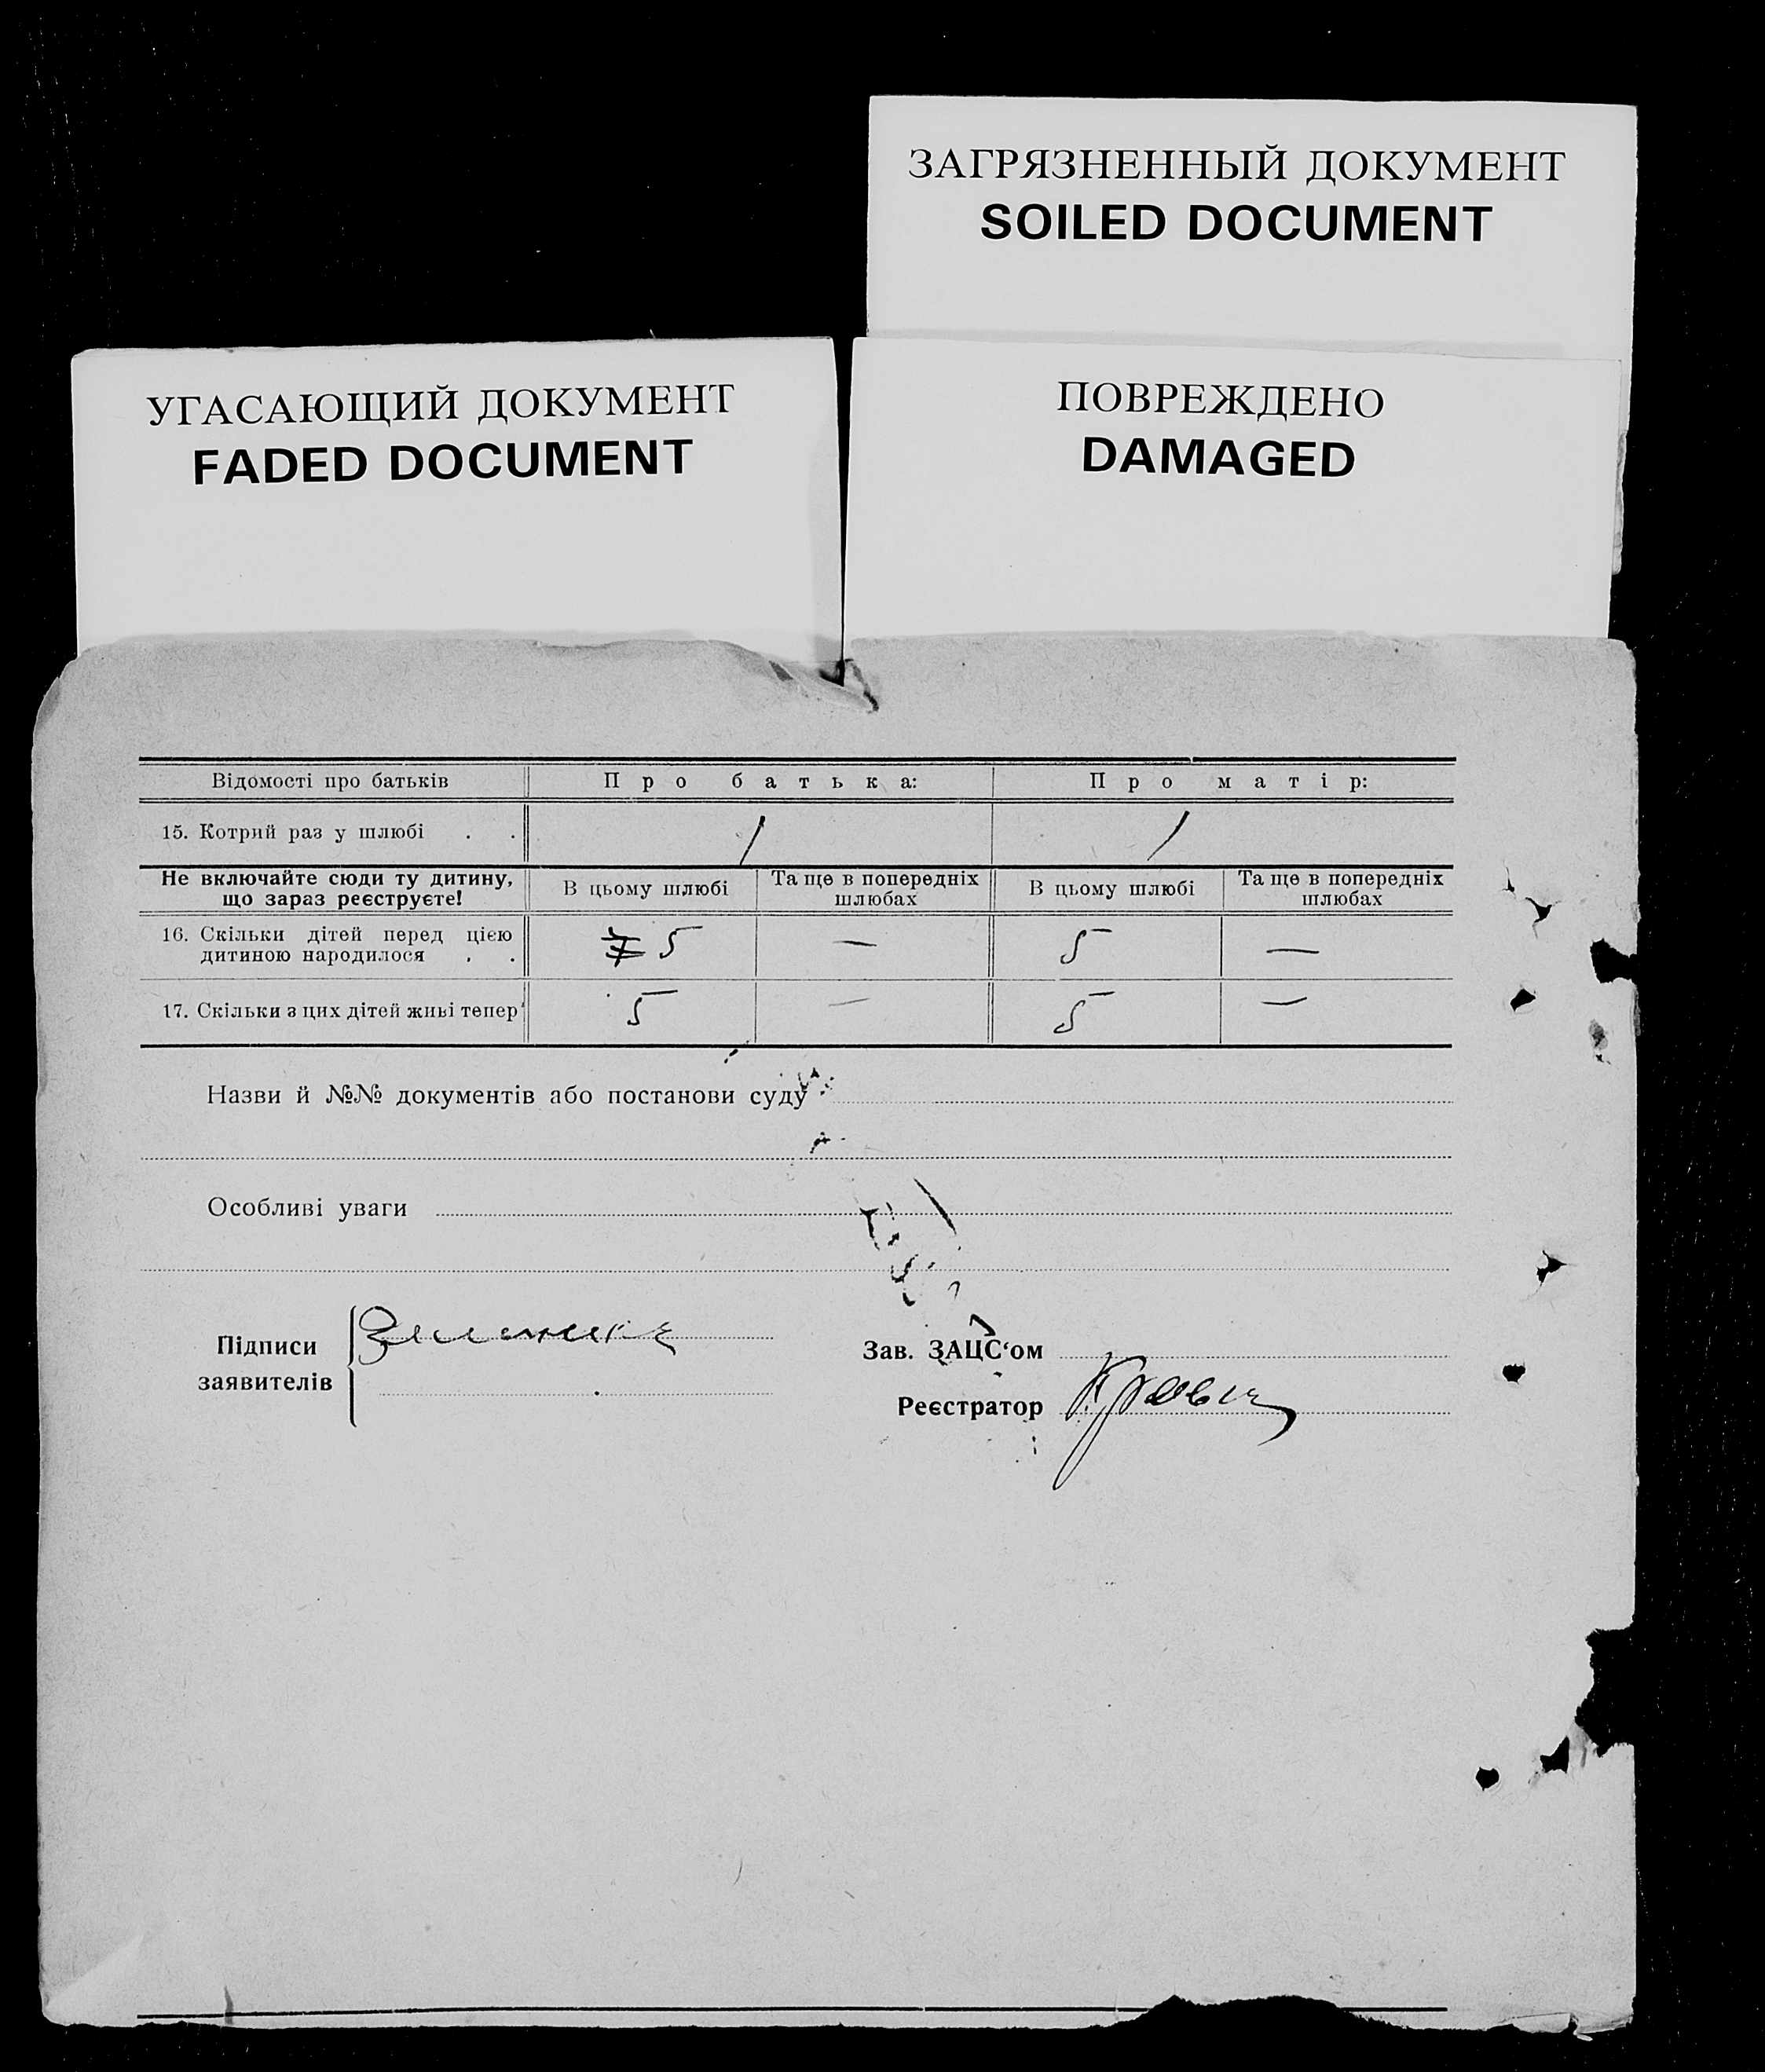 ЗАГРЯЗНЕННЫЙ ДОКУМЕНТ
SOILED DOCUMENT
УГАСАЮЩИЙ ДОКУМЕНТ
FADED DOCUMENT
ПОВРЕЖДЕНО
DAMAGED
Відомості про батьків Про батька: Про матір:
15. Котрий раз у шлюбі . . 1 1
Не включайте сюди ту дитину, що зараз реєструєте! В цьому шлюбі Та ще в попередніх шлюбах В цьому шлюбі Та ще в попередніх шлюбах
16. Скільки дітей перед цією
дитиною народилося . . 5 — 5 —
17. Скільки з цих дітей живі тепер 5 — 5 —
Назви й №№ документів або постанови суду
Особливі уваги
Підписи
заявителів
Зав. ЗАЦС‘ом
Реєстратор